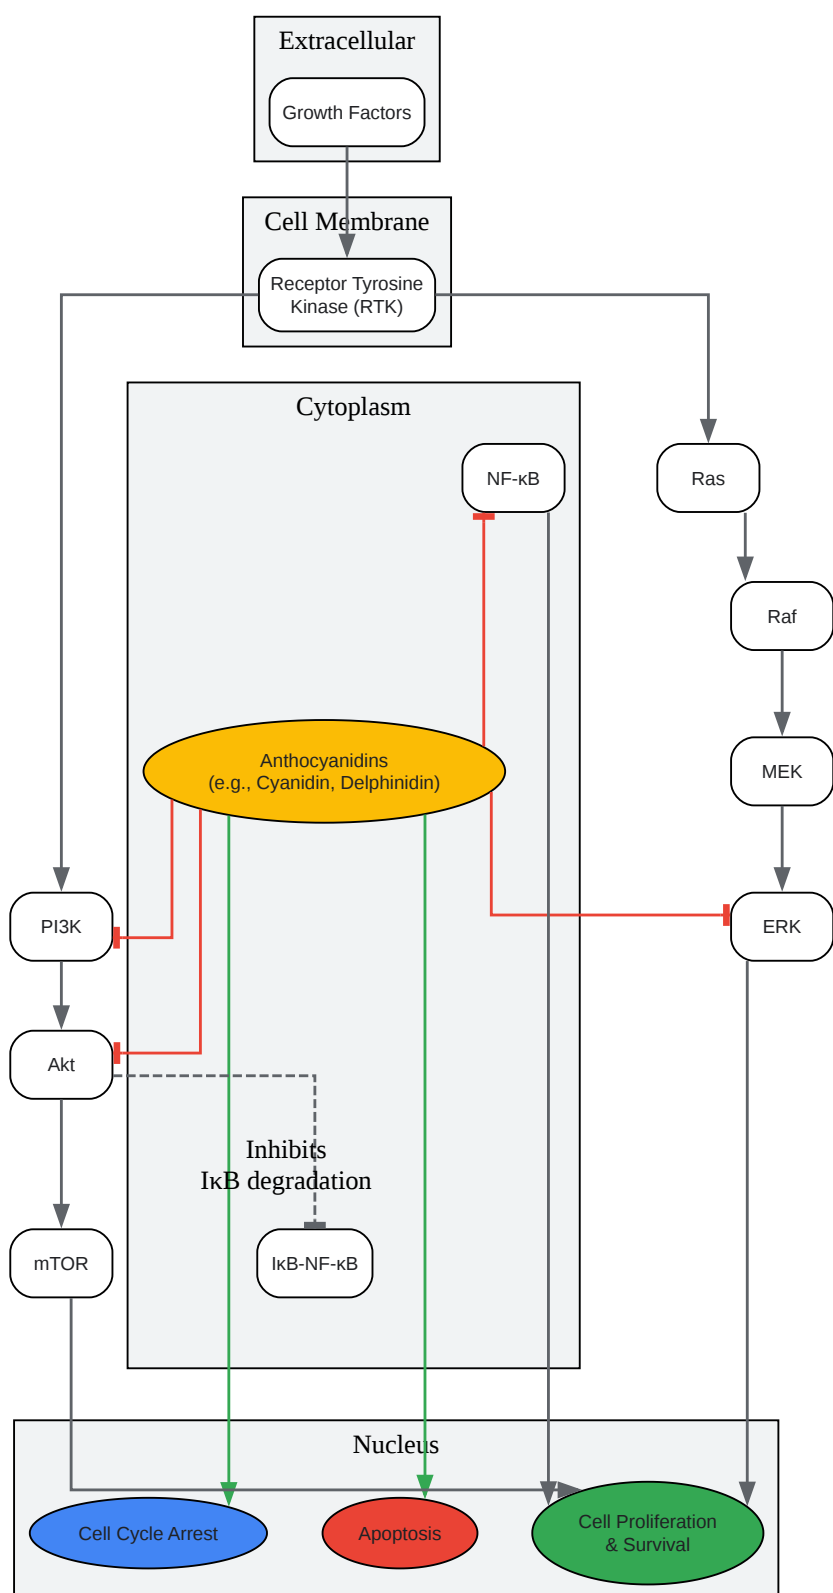 Extracellular
Growth Factors
Cell Membrane
Receptor Tyrosine
Kinase (RTK)
Cytoplasm
NF-κB
Ras
Raf
Anthocyanidins
(e.g., Cyanidin, Delphinidin)
MEK
PI3K
ERK
Akt
Inhibits
IκB degradation
mTOR
IκB-NF-κB
Nucleus
Cell Cycle Arrest
Apoptosis
Cell Proliferation
& Survival